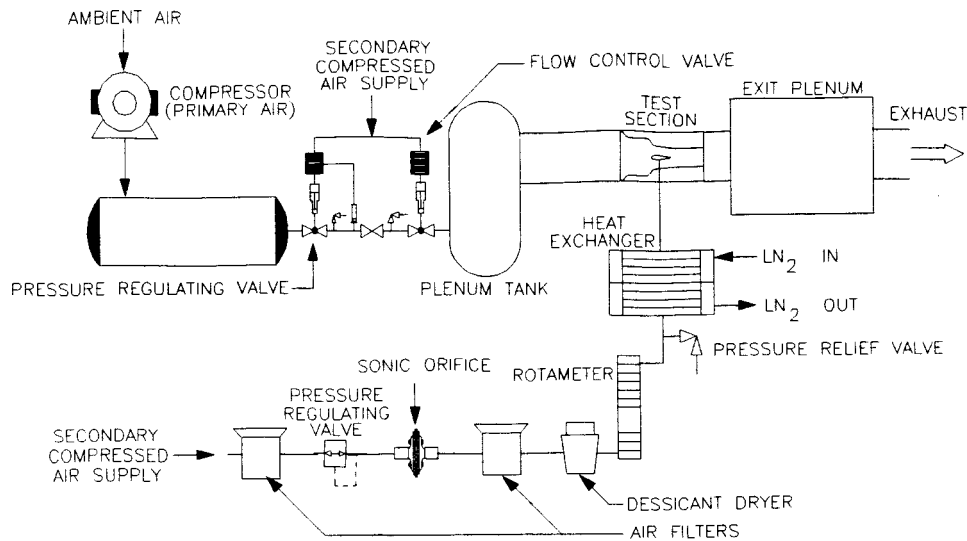 AMBIENT AIR
COMPRESSOR
(PRIMARY AIR)
SECONDARY
COMPRESSED
AIR SUPPLY
FLOW CONTROL VALVE
TEST
SECTION
EXIT PLENUM
EXHAUST
PRESSURE REGULATING VALVE
PLENUM TANK
HEAT
EXCHANGER
LN2 IN
LN2 OUT
PRESSURE RELIEF VALVE
ROTAMETER
SONIC ORIFICE
PRESSURE
REGULATING
VALVE
SECONDARY
COMPRESSED
AIR SUPPLY
DESSICANT DRYER
AIR FILTERS